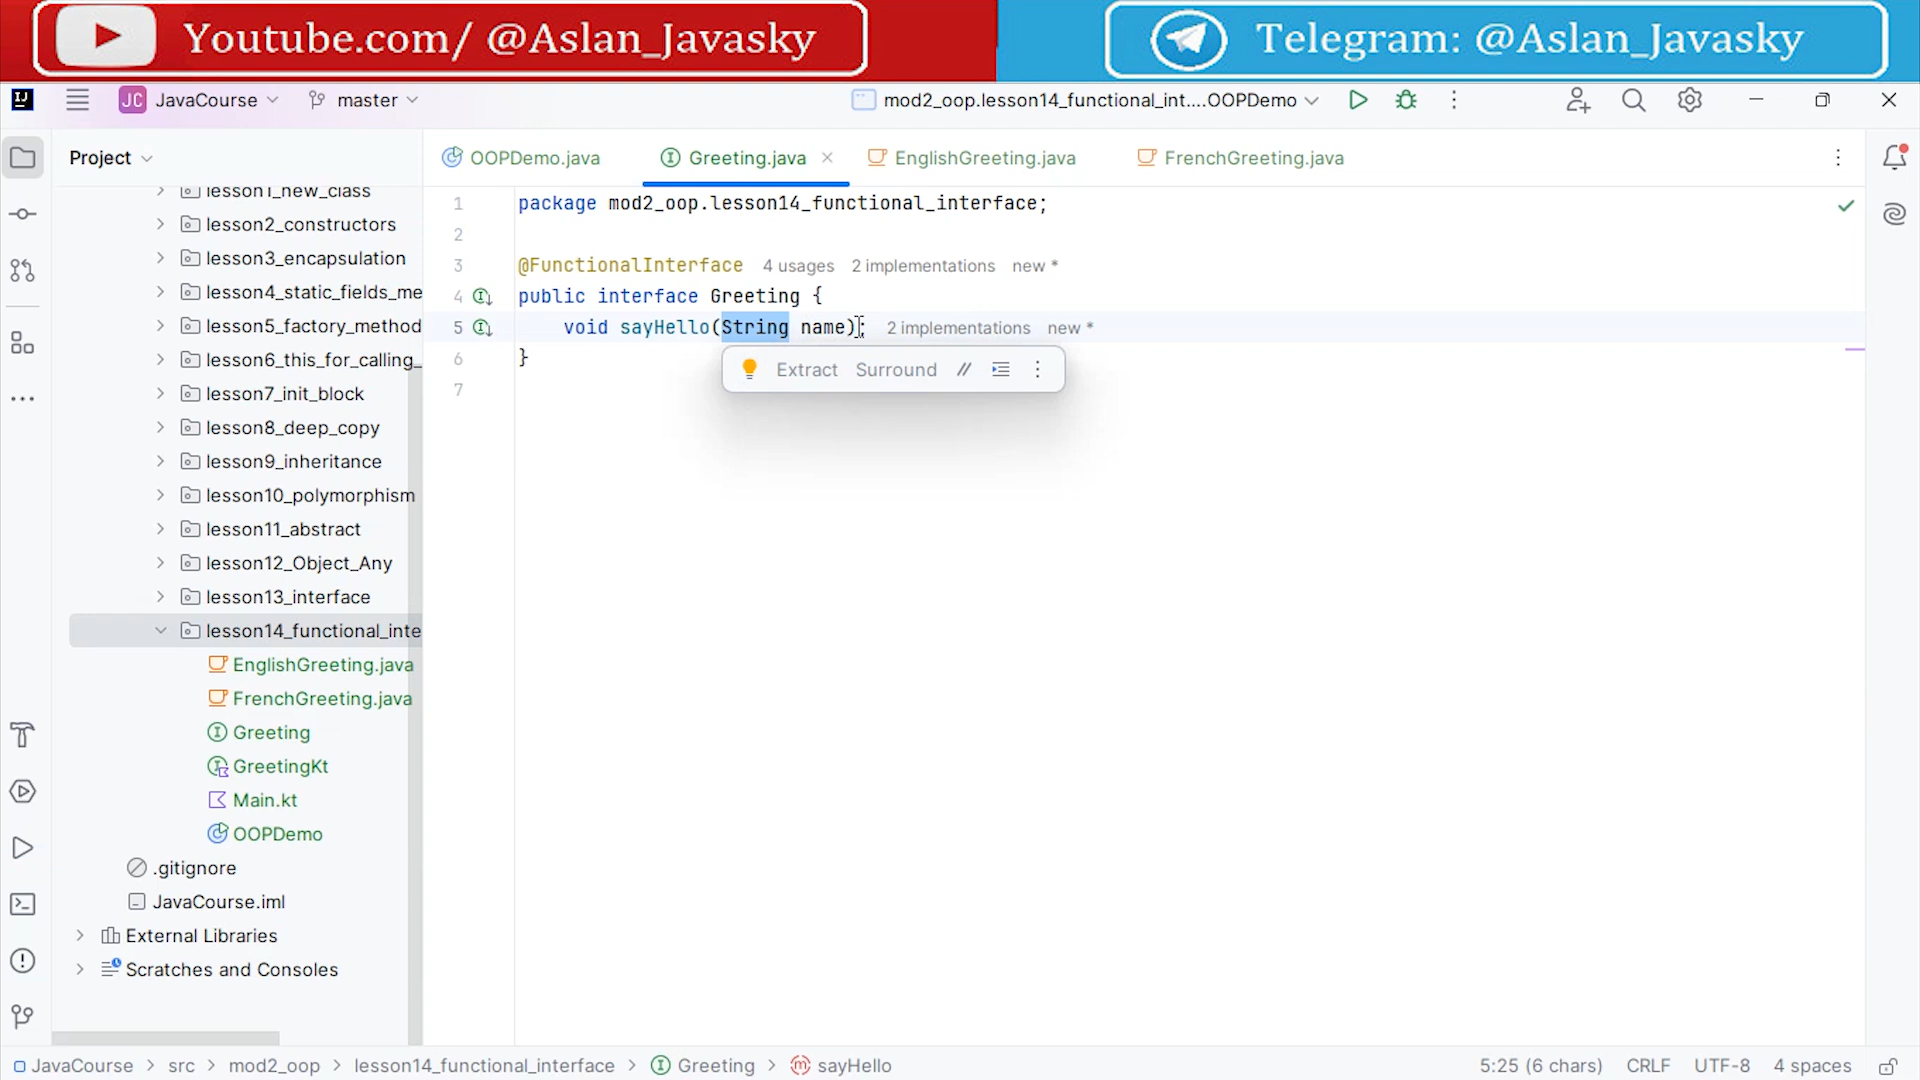 Youtube.com/ @Aslan_Javasky
Telegram: @Aslan_Javasky
JC JavaCourse master mod2_oop.lesson14_functional_int....OOPDemo
Project
OOPDemo.java Greeting.java EnglishGreeting.java FrenchGreeting.java
lesson1_new_class
lesson2_constructors
lesson3_encapsulation
lesson4_static_fields_me
lesson5_factory_method
lesson6_this_for_calling_
lesson7_init_block
lesson8_deep_copy
lesson9_inheritance
lesson10_polymorphism
lesson11_abstract
lesson12_Object_Any
lesson13_interface
lesson14_functional_inte
EnglishGreeting.java
FrenchGreeting.java
Greeting
GreetingKt
Main.kt
OOPDemo
.gitignore
JavaCourse.iml
External Libraries
Scratches and Consoles
1 package mod2_oop.lesson14_functional_interface;
2
3 @FunctionalInterface 4 usages 2 implementations new *
4 public interface Greeting {
5 void sayHello(String name); 2 implementations new *
6 }
7
Extract Surround //
JavaCourse > src > mod2_oop > lesson14_functional_interface > Greeting > sayHello
5:25 (6 chars) CRLF UTF-8 4 spaces